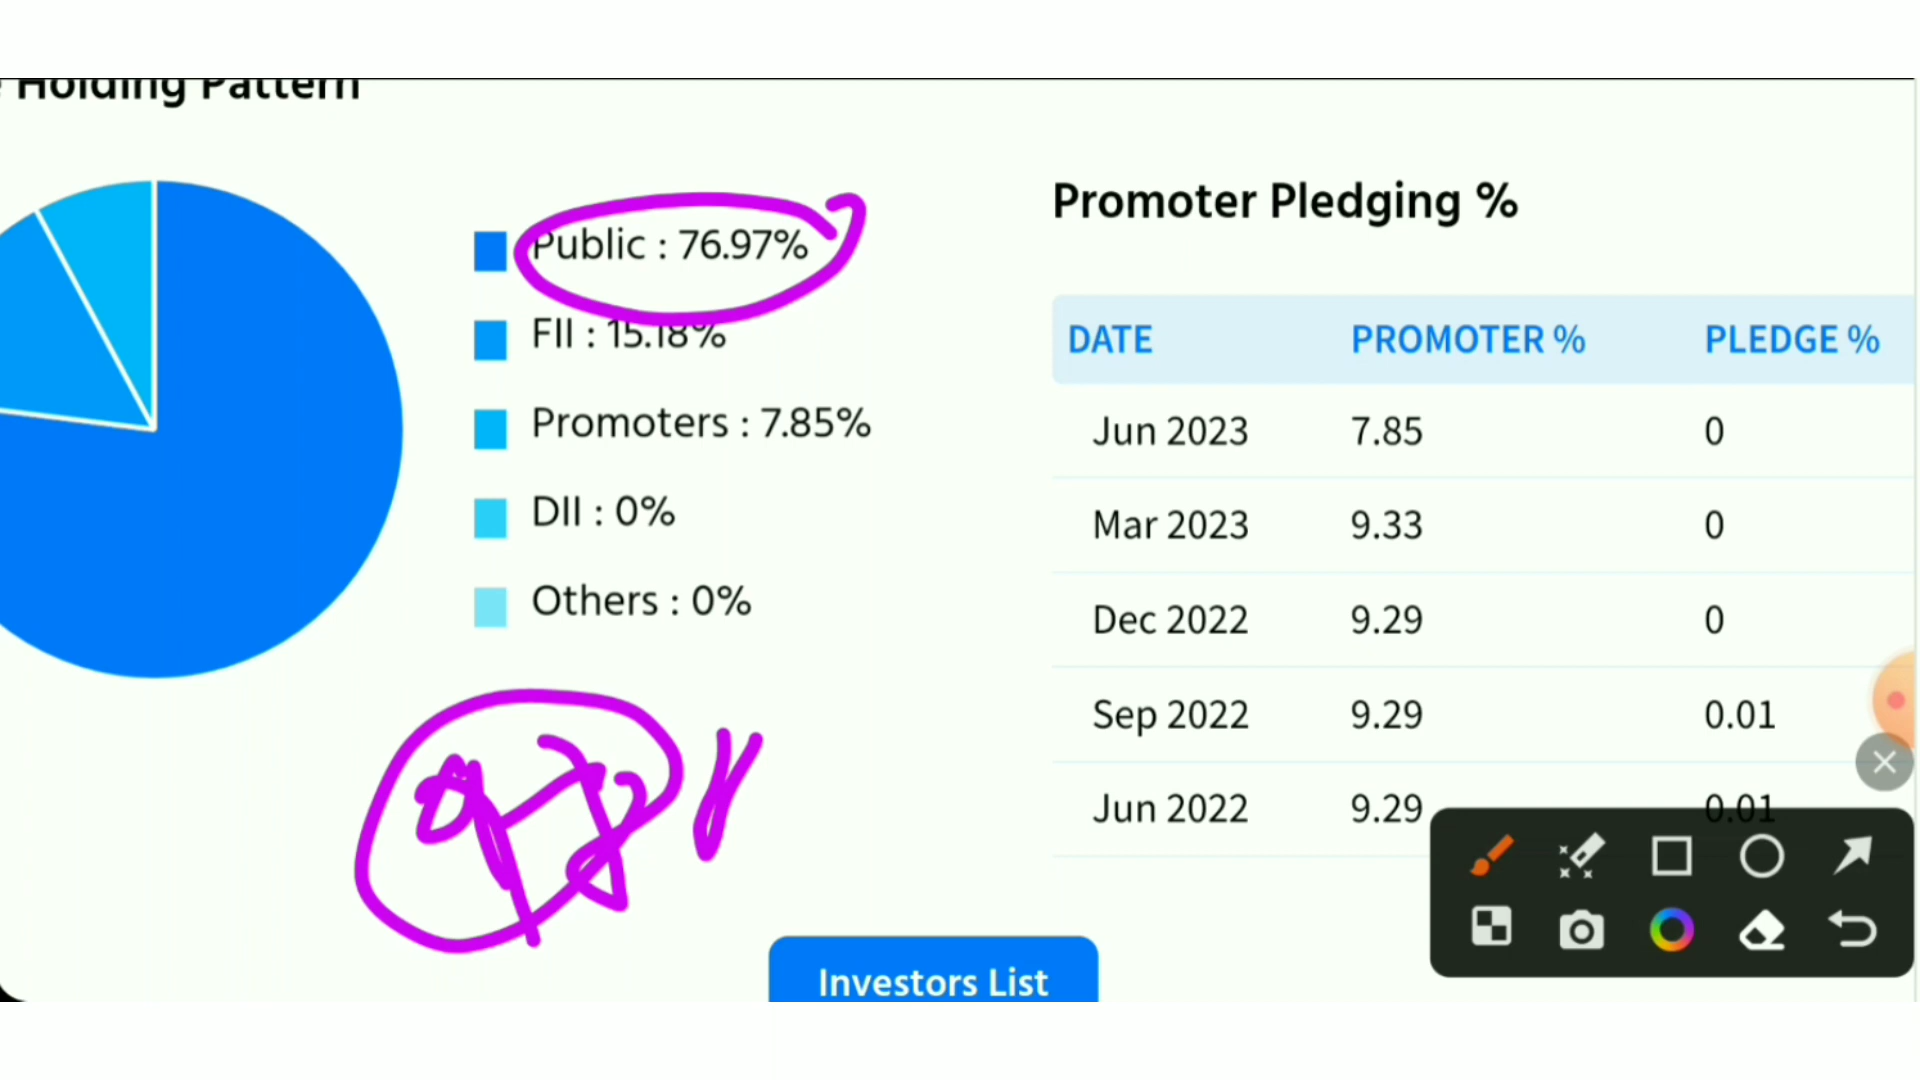 Holding Pattern
Public : 76.97%
FII : 15.18%
Promoters : 7.85%
DII : 0%
Others : 0%
Promoter Pledging %
DATE PROMOTER % PLEDGE %
Jun 2023 7.85 0
Mar 2023 9.33 0
Dec 2022 9.29 0
Sep 2022 9.29 0.01
Jun 2022 9.29 0.01
Investors List